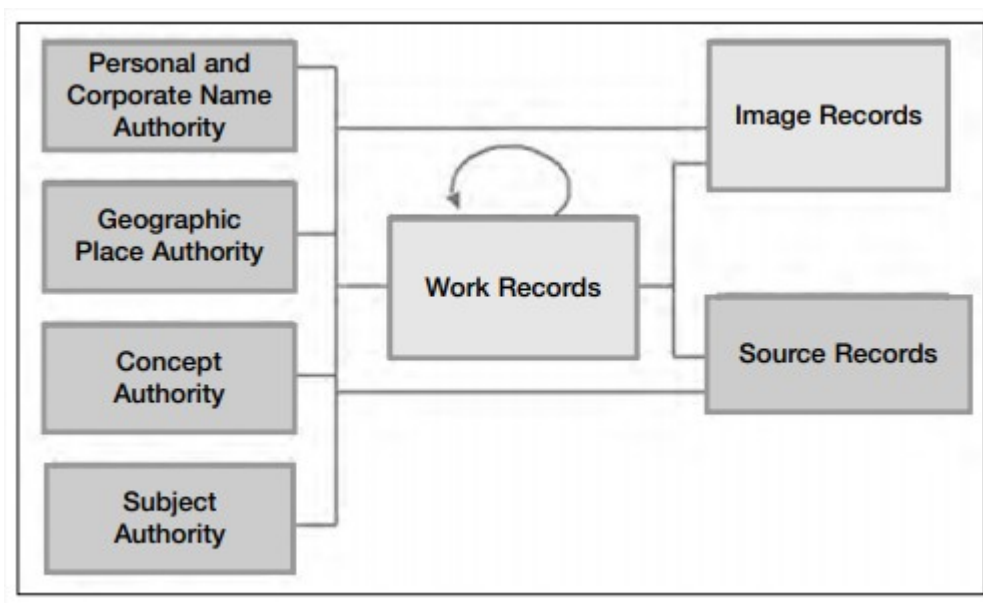 Personal and
Corporate Name
Authority
Geographic
Place Authority
Concept
Authority
Subject
Authority
Work Records
Image Records
Source Records